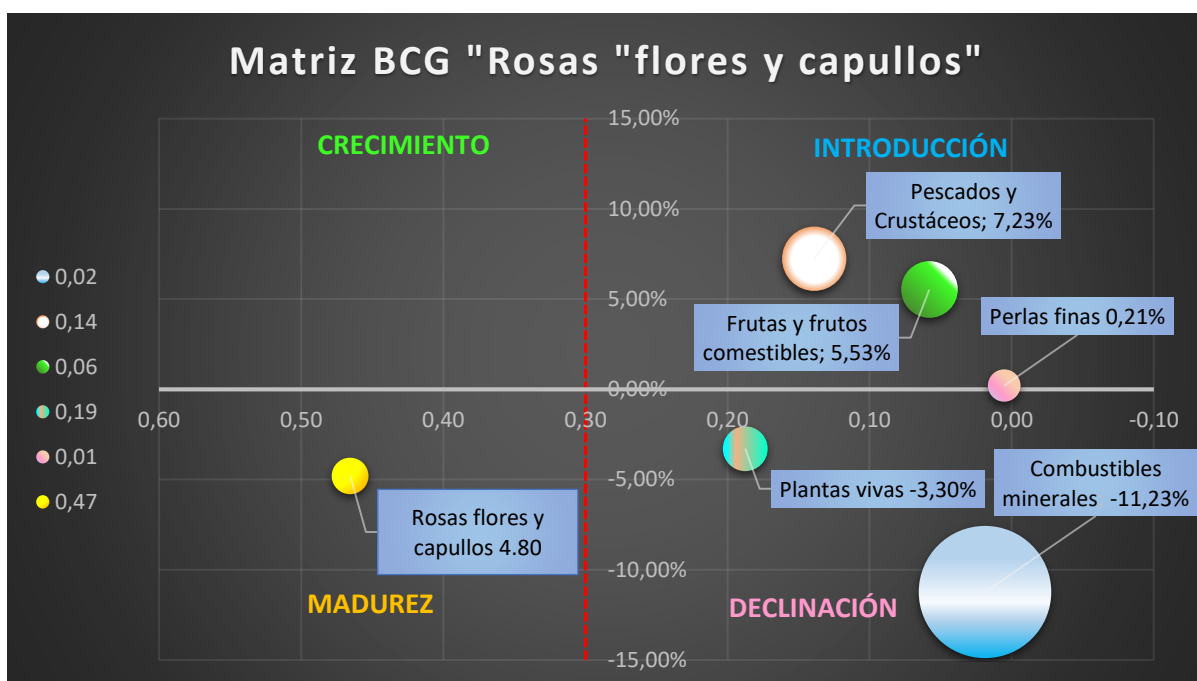 Matriz BCG "Rosas "flores y capullos"
CRECIMIENTO
15,00%
INTRODUCCIÓN
Pescados y
Crustáceos; 7,23%
10,00%
5,00%
Frutas y frutos
comestibles; 5,53%
Perlas finas 0,21%
0,00%
0,60
0,50
0,40
0,30
0,20
0,10
0,00
-0,10
0,02
0,14
0,06
0,19
0,01
0,47
-5,00%
Rosas flores y
capullos 4.80
Plantas vivas -3,30%
Combustibles
minerales -11,23%
-10,00%
MADUREZ
DECLINACIÓN
-15,00%